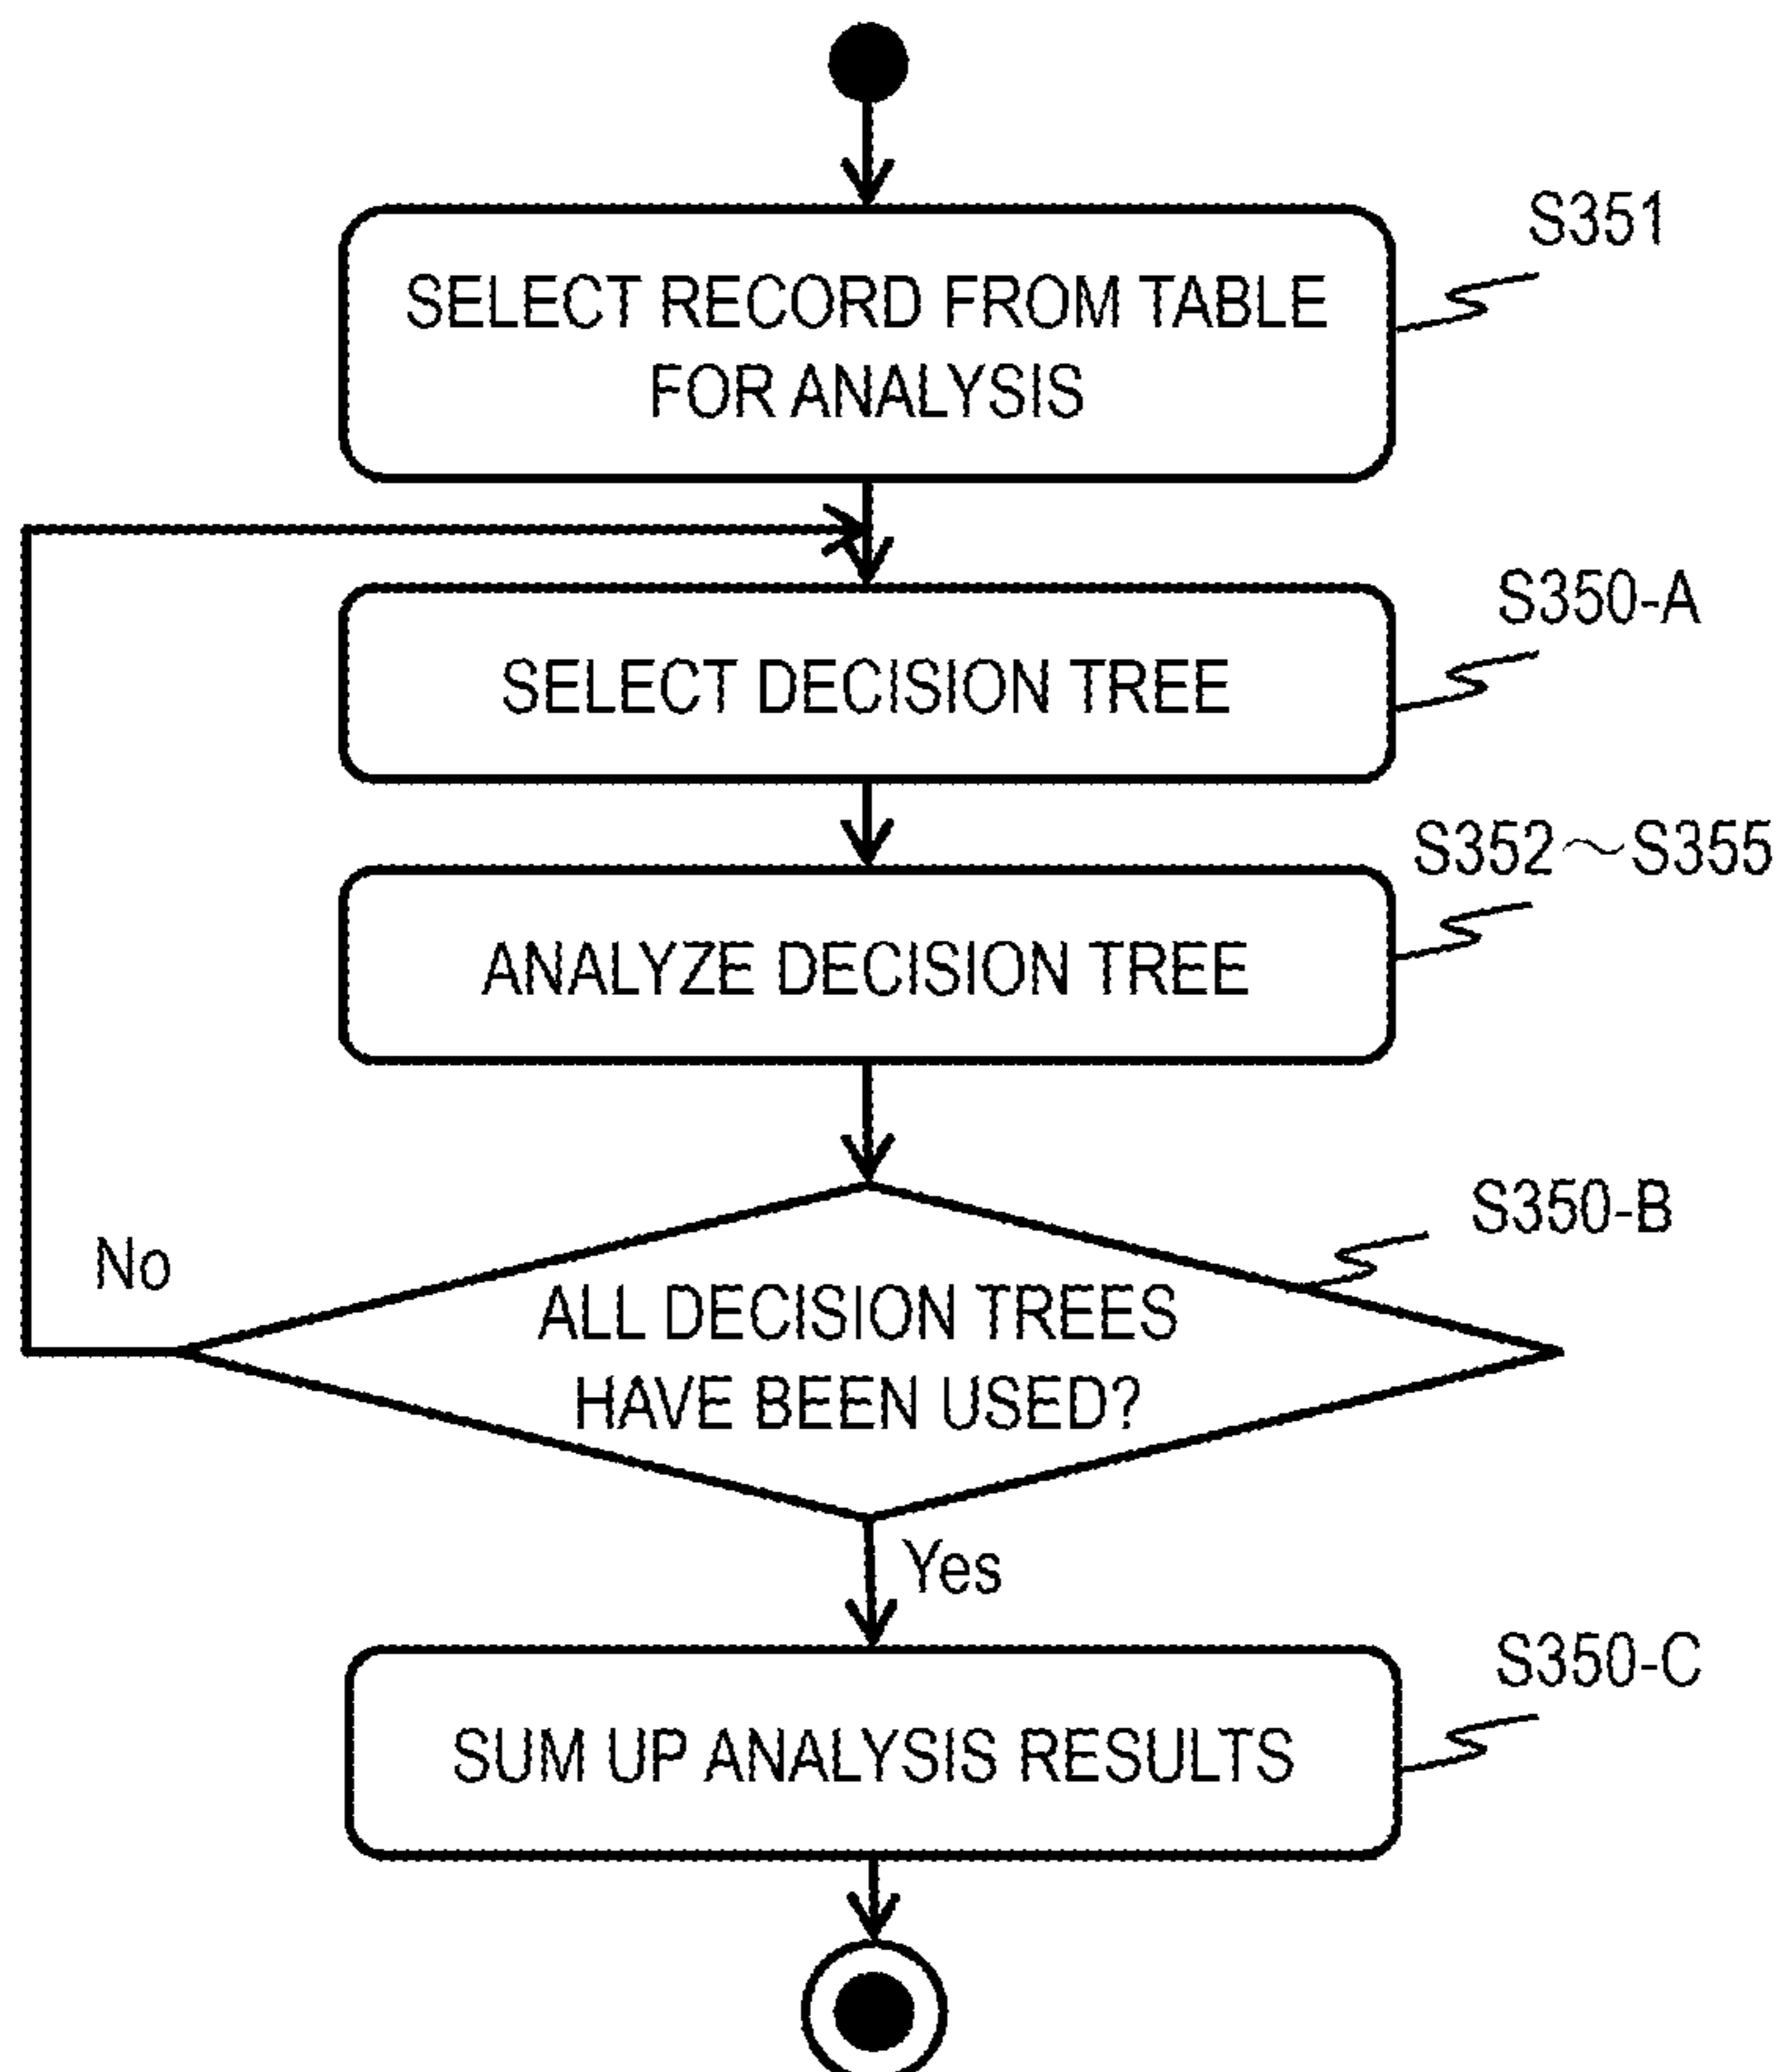 S351
SELECT RECORD FROM TABLE
FOR ANALYSIS
S350-A
SELECT DECISION TREE
S352～S355
ANALYZE DECISION TREE
S350-B
No
ALL DECISION TREES
HAVE BEEN USED?
Yes
S350-C
SUM UP ANALYSIS RESULTS